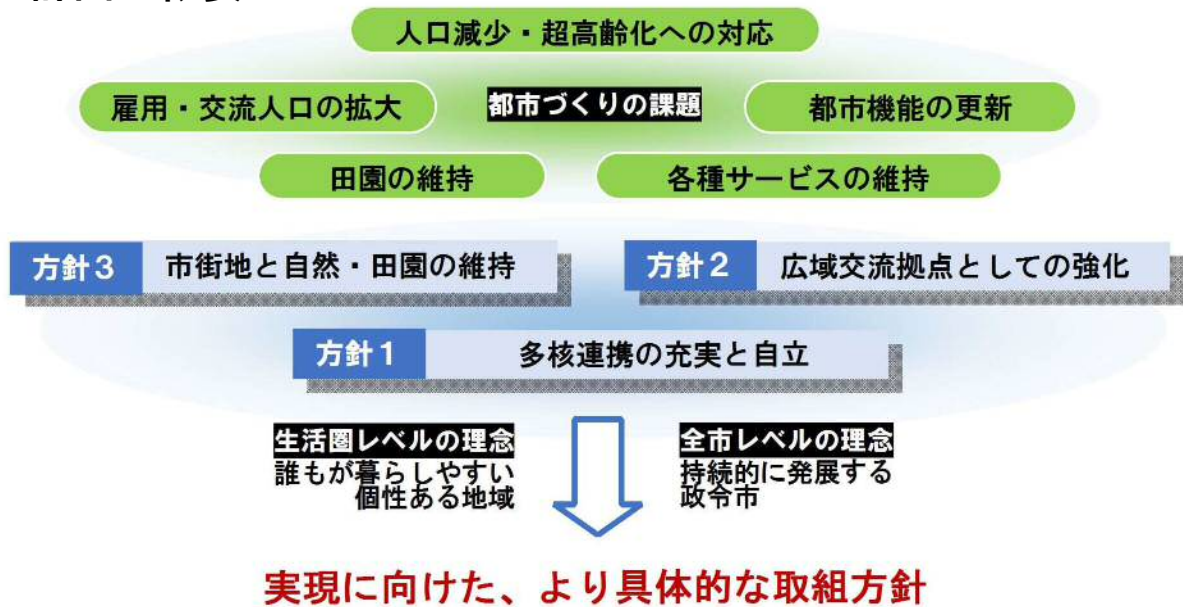 人口減少・超高齢化への対応
雇用・交流人口の拡大
都市づくりの課題
都市機能の更新
田園の維持
各種サービスの維持
方針３ 市街地と自然・田園の維持
方針２ 広域交流拠点としての強化
方針１ 多核連携の充実と自立
生活圏レベルの理念
誰もが暮らしやすい
個性ある地域
全市レベルの理念
持続的に発展する
政令市
実現に向けた、より具体的な取組方針